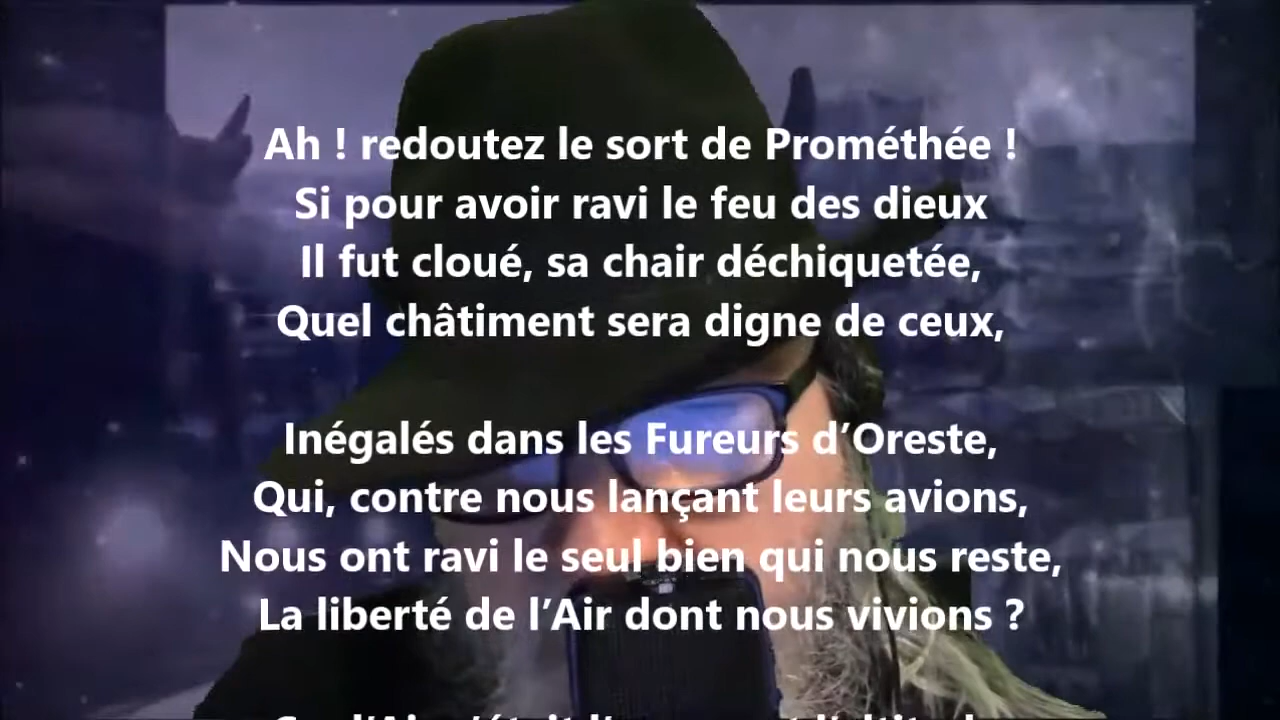 Ah ! redoutez le sort de Prométhée !
Si pour avoir ravi le feu des dieux
Il fut cloué, sa chair déchiquetée,
Quel châtiment sera digne de ceux,
Inégalés dans les Fureurs d’Oreste,
Qui, contre nous lançant leurs avions,
Nous ont ravi le seul bien qui nous reste,
La liberté de l’Air dont nous vivions ?